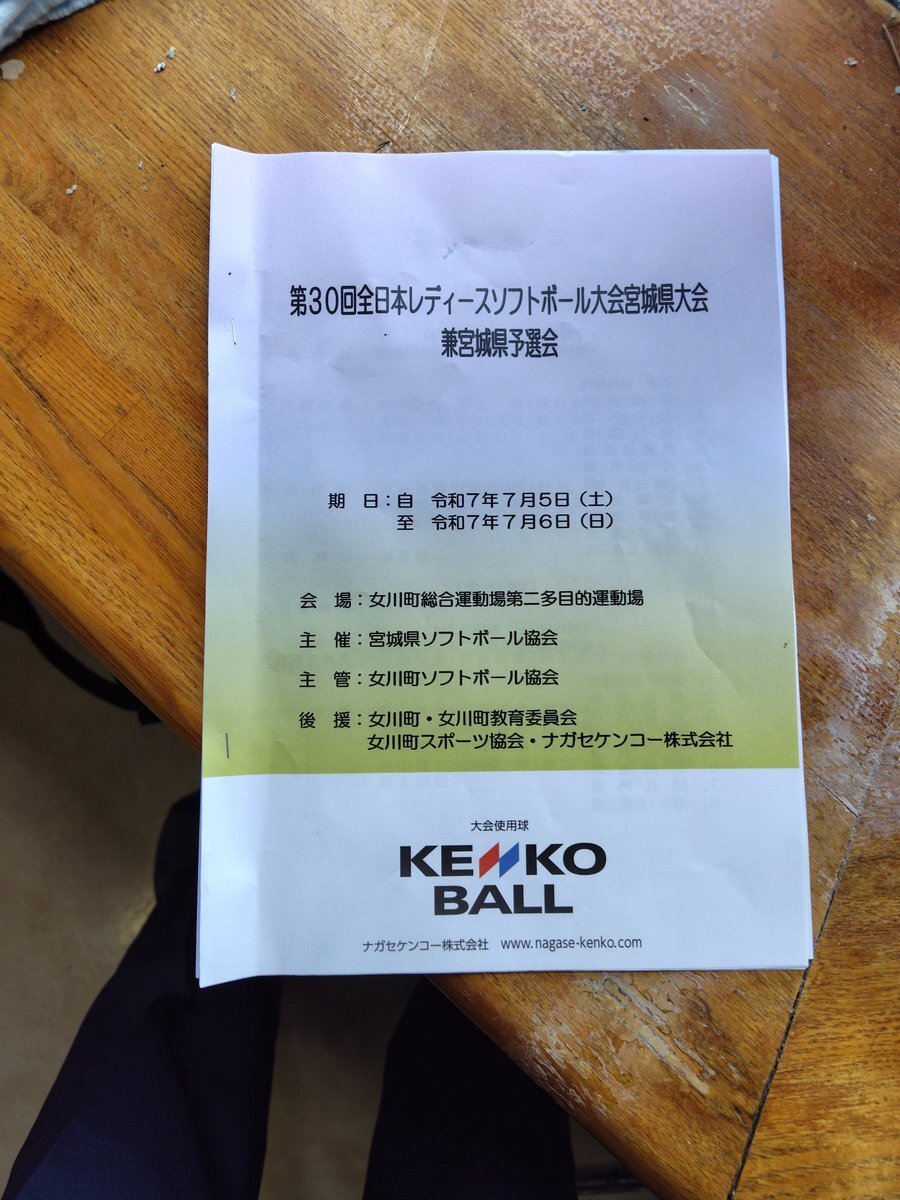 第30回全日本レディースソフトボール大会宮城県大会
兼宮城県予選会
期　日：自　令和7年7月5日（土）
至　令和7年7月6日（日）
会　場：女川町総合運動場第二多目的運動場
主　催：宮城県ソフトボール協会
主　管：女川町ソフトボール協会
後　援：女川町・女川町教育委員会
女川町スポーツ協会・ナガセケンコー株式会社
大会使用球
KENKO
BALL
ナガセケンコー株式会社　www.nagase-kenko.com